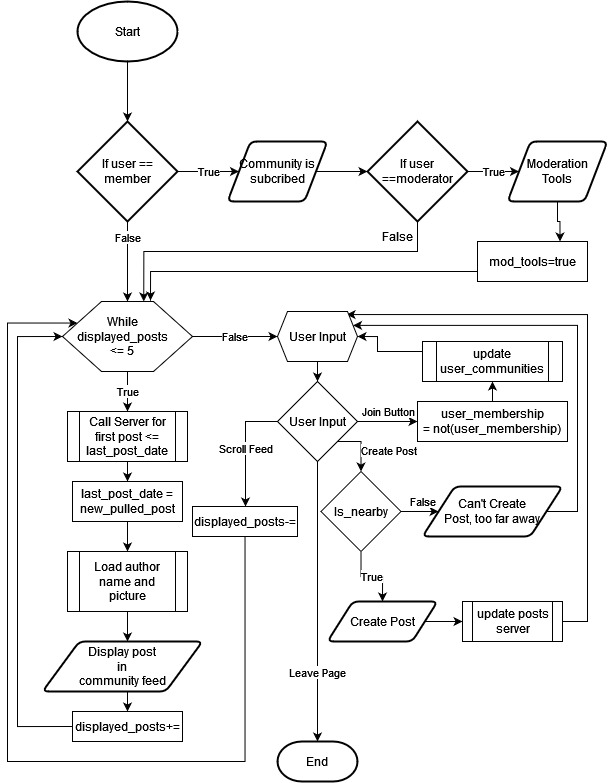 Start
If user ==
member
True
Community is
subcribed
If user
==moderator
True
Moderation
Tools
False
False
mod_tools=true
While
displayed_posts
<= 5
False
User Input
update
user_communities
True
Call Server for
first post <=
last_post_date
User Input
Join Button
user_membership
= not(user_membership)
Scroll Feed
Create Post
last_post_date =
new_pulled_post
displayed_posts-=
Is_nearby
False
Can't Create
Post, too far away
Load author
name and
picture
True
Create Post
update posts
server
Display post
in
community feed
Leave Page
displayed_posts+=
End